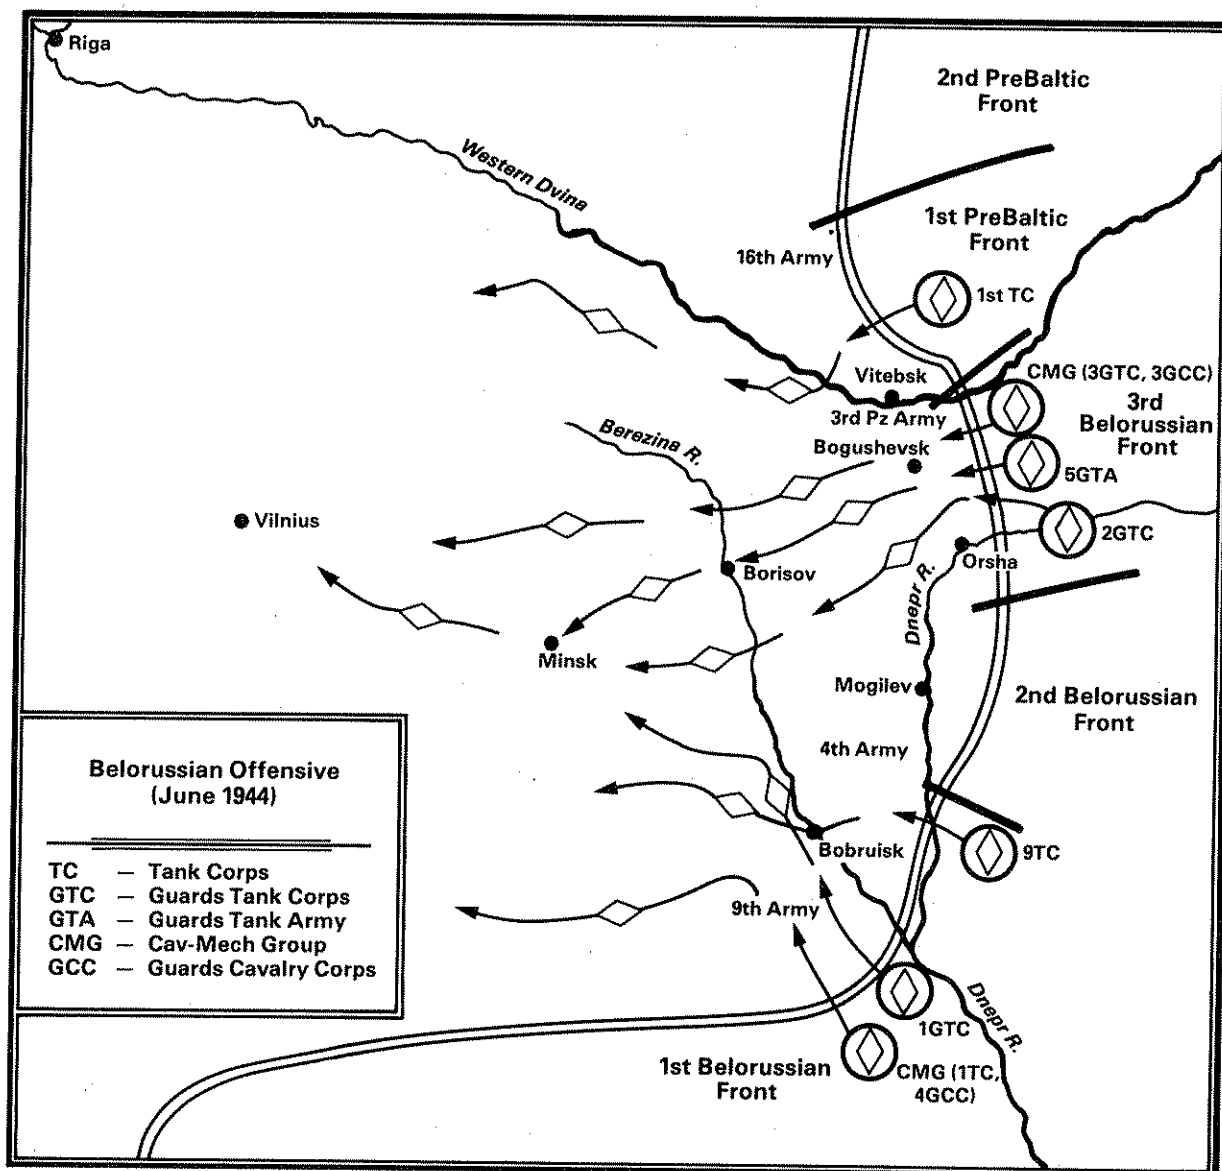 Riga
2nd PreBaltic
Front
Western Dvina
1st PreBaltic
Front
16th Army
1st TC
Vitebsk
CMG (3GTC, 3GCC)
3rd Pz Army
3rd
Belorussian
Front
Berezina R.
Bogushevsk
5GTA
Vilnius
2GTC
Orsha
Borisov
Dnepr R.
Minsk
Mogilev
2nd Belorussian
Front
4th Army
Belorussian Offensive
(June 1944)
TC – Tank Corps
GTC – Guards Tank Corps
GTA – Guards Tank Army
CMG – Cav-Mech Group
GCC – Guards Cavalry Corps
Bobruisk
9TC
9th Army
Dnepr R.
1GTC
1st Belorussian
Front
CMG (1TC,
4GCC)